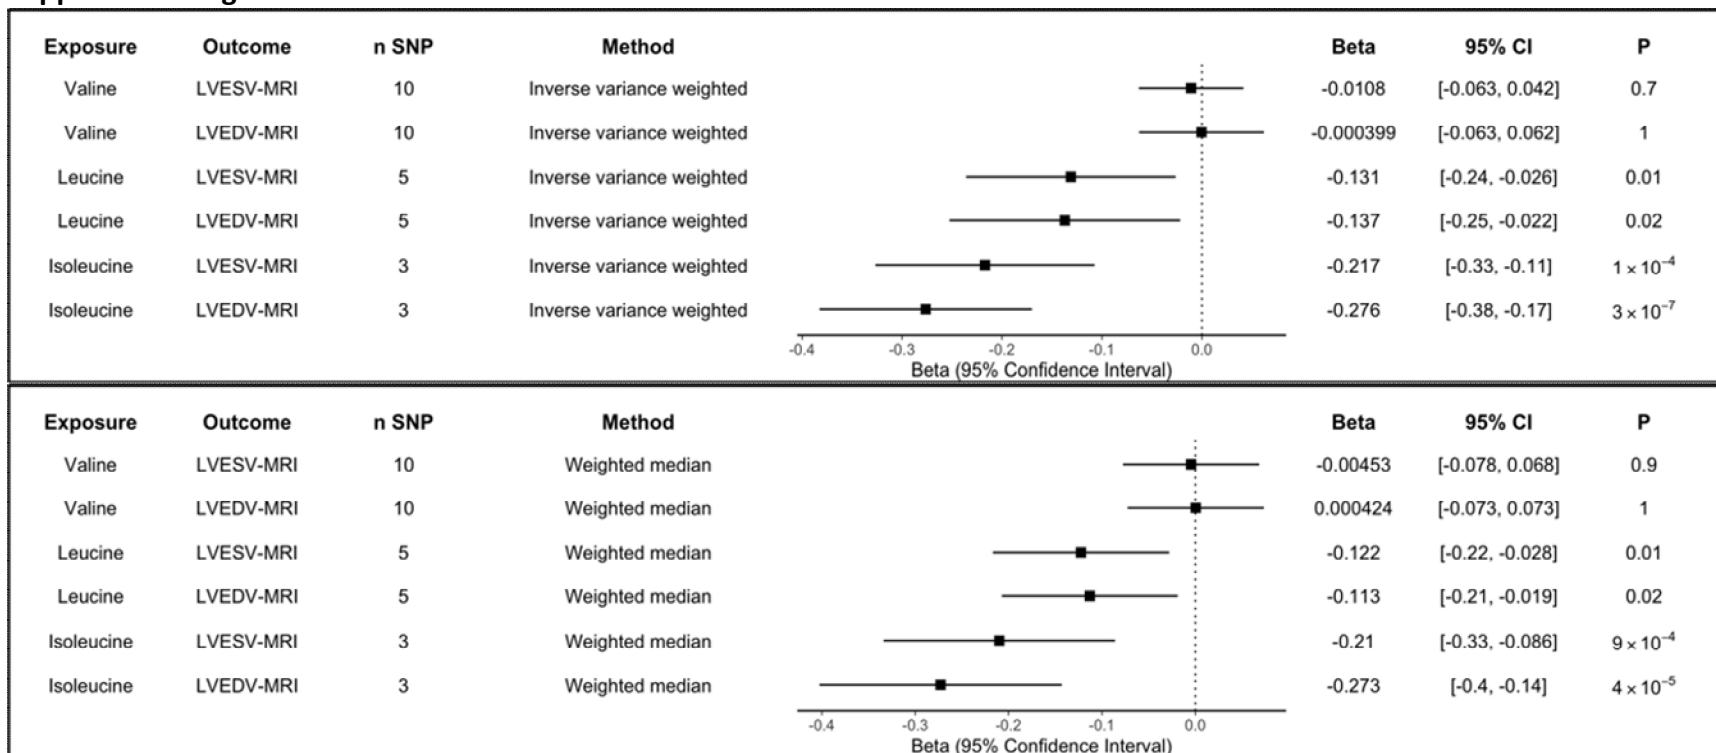 Exposure Outcome n SNP Method Beta 95% CI P
Valine LVESV-MRI 10 Inverse variance weighted -0.0108 [-0.063, 0.042] 0.7
Valine LVEDV-MRI 10 Inverse variance weighted -0.000399 [-0.063, 0.062] 1
Leucine LVESV-MRI 5 Inverse variance weighted -0.131 [-0.24, -0.026] 0.01
Leucine LVEDV-MRI 5 Inverse variance weighted -0.137 [-0.25, -0.022] 0.02
Isoleucine LVESV-MRI 3 Inverse variance weighted -0.217 [-0.33, -0.11] 1 × 10⁻⁴
Isoleucine LVEDV-MRI 3 Inverse variance weighted -0.276 [-0.38, -0.17] 3 × 10⁻⁷
-0.4 -0.3 -0.2 -0.1 0.0
Beta (95% Confidence Interval)
Exposure Outcome n SNP Method Beta 95% CI P
Valine LVESV-MRI 10 Weighted median -0.00453 [-0.078, 0.068] 0.9
Valine LVEDV-MRI 10 Weighted median 0.000424 [-0.073, 0.073] 1
Leucine LVESV-MRI 5 Weighted median -0.122 [-0.22, -0.028] 0.01
Leucine LVEDV-MRI 5 Weighted median -0.113 [-0.21, -0.019] 0.02
Isoleucine LVESV-MRI 3 Weighted median -0.21 [-0.33, -0.086] 9 × 10⁻⁴
Isoleucine LVEDV-MRI 3 Weighted median -0.273 [-0.4, -0.14] 4 × 10⁻⁵
-0.4 -0.3 -0.2 -0.1 0.0
Beta (95% Confidence Interval)